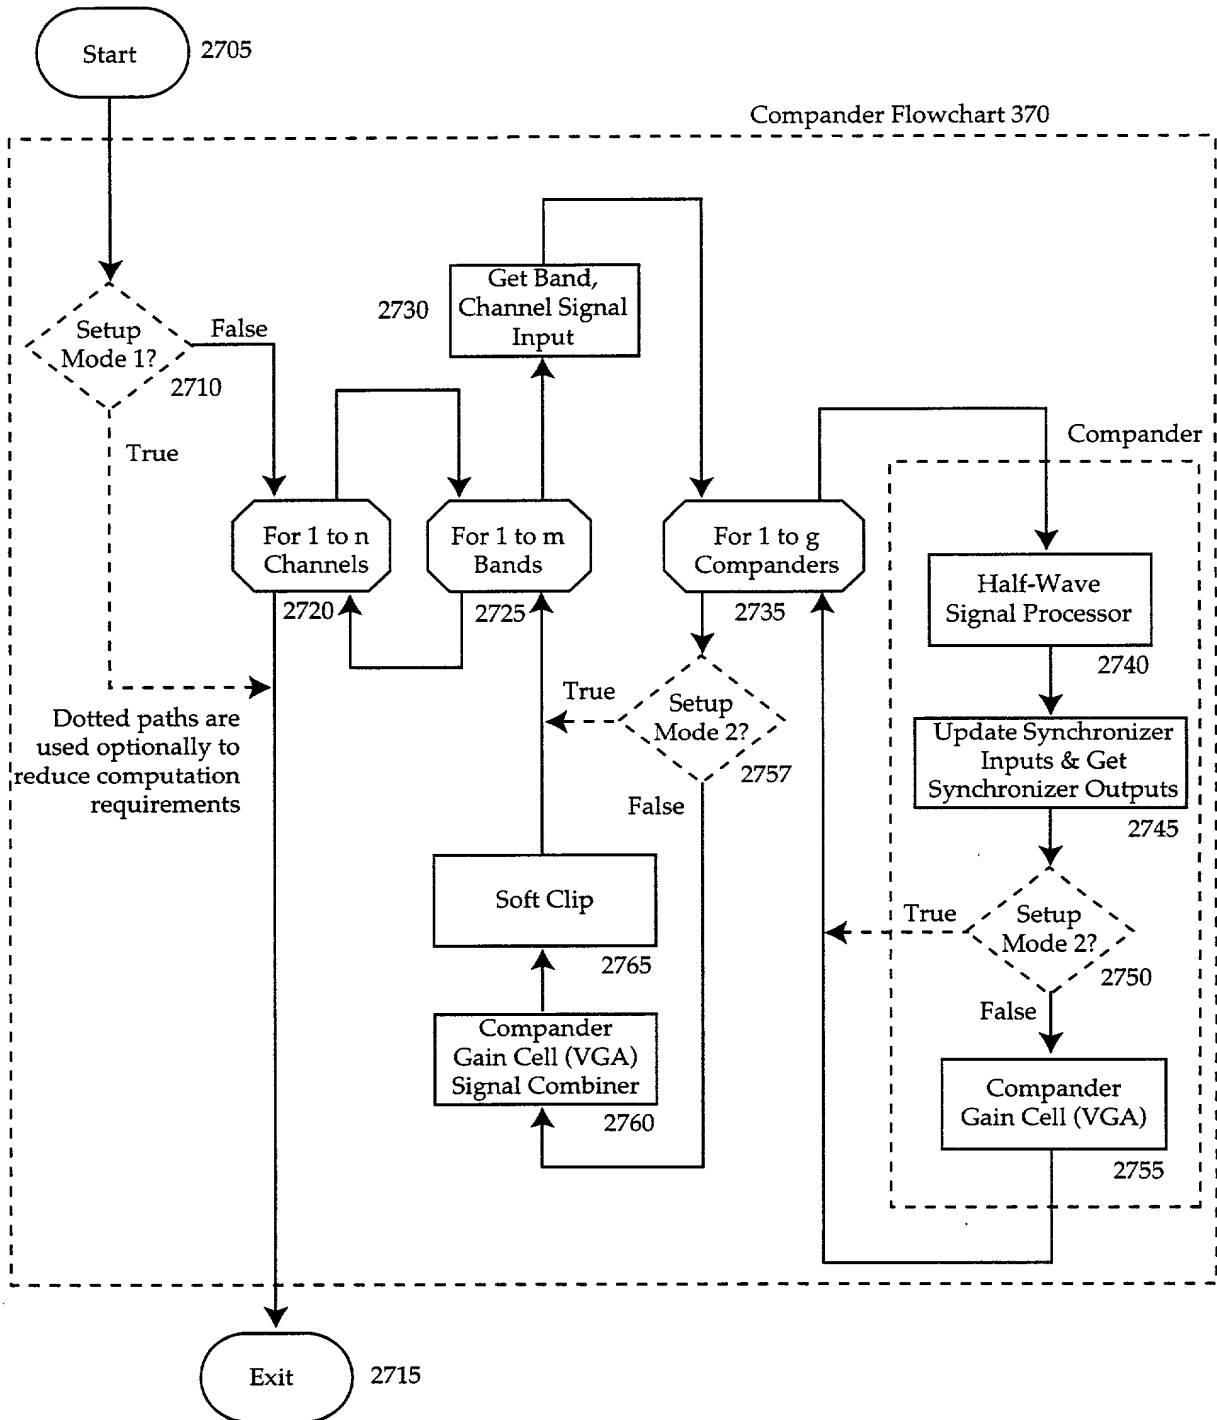 Start
2705
Compander Flowchart 370
Setup
Mode 1?
2710
False
True
Get Band,
Channel Signal
Input
2730
Compander
For 1 to n
Channels
2720
For 1 to m
Bands
2725
For 1 to g
Companders
2735
Half-Wave
Signal Processor
2740
Update Synchronizer
Inputs & Get
Synchronizer Outputs
2745
True
Setup
Mode 2?
2757
False
Dotted paths are
used optionally to
reduce computation
requirements
Soft Clip
2765
True
Setup
Mode 2?
2750
False
Compander
Gain Cell (VGA)
Signal Combiner
2760
Compander
Gain Cell (VGA)
2755
Exit
2715